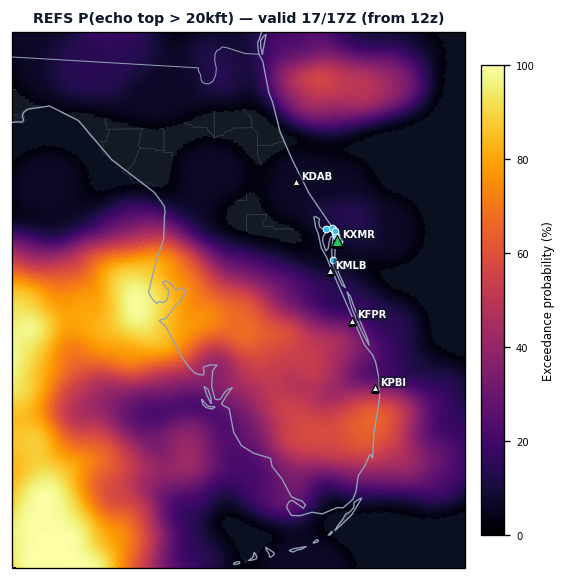 REFS P(echo top > 20kft) — valid 17/17Z (from 12z)
KDAB
KXMR
KMLB
KFPR
KPBI
100
80
60
40
20
0
Exceedance probability (%)